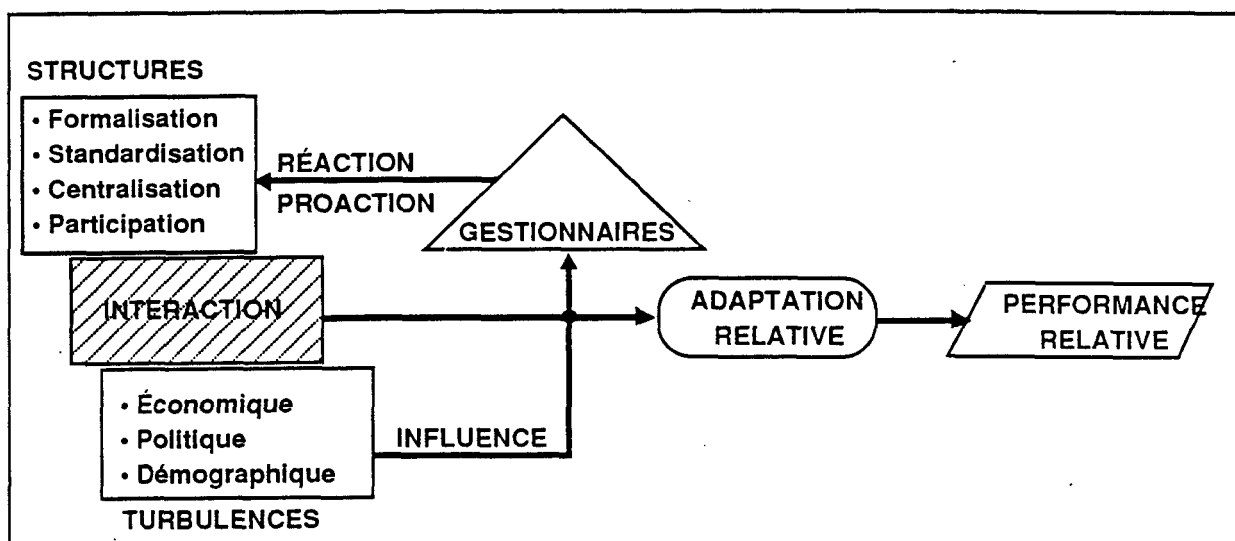 STRUCTURES
• Formalisation
• Standardisation
• Centralisation
• Participation
RÉACTION
PROACTION
GESTIONNAIRES
INTERACTION
ADAPTATION
RELATIVE
PERFORMANCE
RELATIVE
• Économique
• Politique
• Démographique
INFLUENCE
TURBULENCES